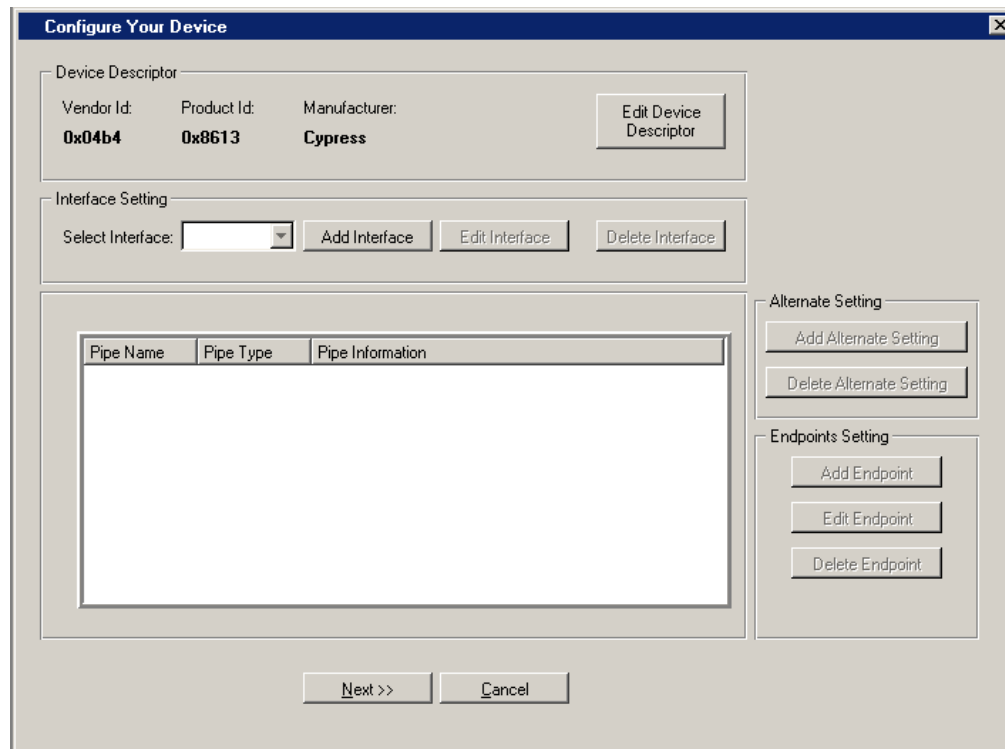 Configure Your Device
Device Descriptor
Vendor Id: Product Id: Manufacturer:
0x04b4 0x8613 Cypress
Edit Device
Descriptor
Interface Setting
Select Interface: Add Interface Edit Interface Delete Interface
Pipe Name Pipe Type Pipe Information
Alternate Setting
Add Alternate Setting
Delete Alternate Setting
Endpoints Setting
Add Endpoint
Edit Endpoint
Delete Endpoint
Next >> Cancel